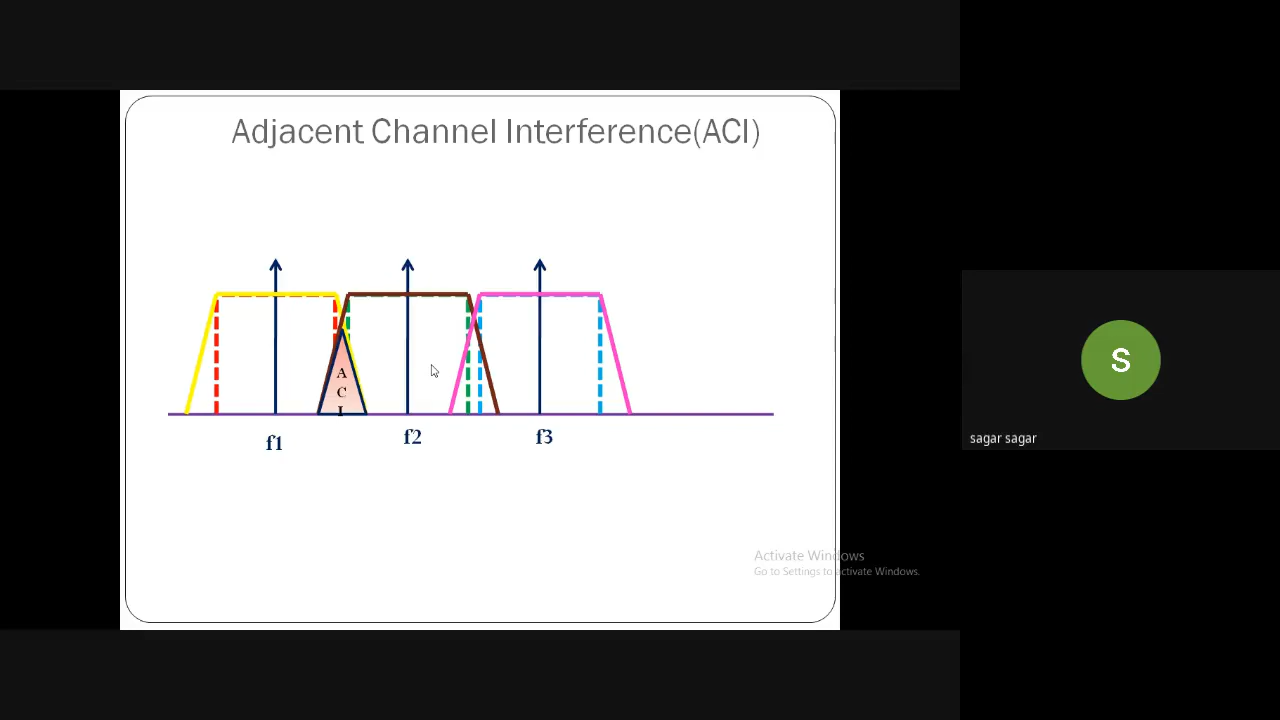 Adjacent Channel Interference(ACI)
A
C
I
f1
f2
f3
Activate Windows
Go to Settings to activate Windows.
S
sagar sagar